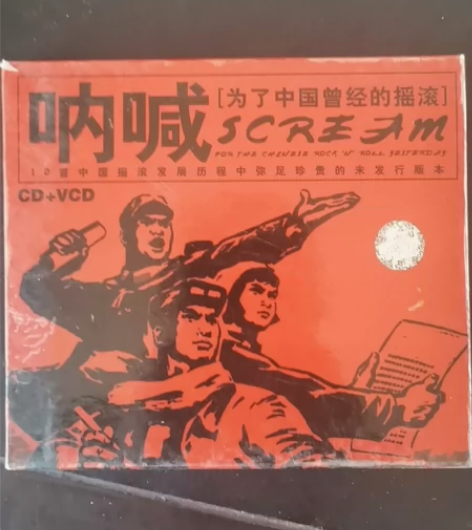 呐喊 [为了中国曾经的摇滚]
SCREAM
FOR THE CHINESE ROCK 'N' ROLL YESTERDAY
10首中国摇滚发展历程中弥足珍贵的未发行版本
CD+VCD